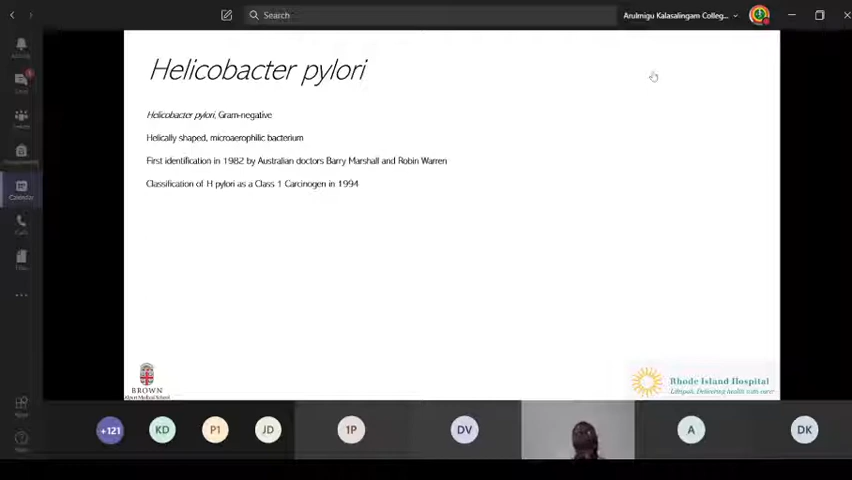 Search
Arulmigu Kalasalingam Colleg...
Helicobacter pylori
Helicobacter pylori, Gram-negative
Helically shaped, microaerophilic bacterium
First identification in 1982 by Australian doctors Barry Marshall and Robin Warren
Classification of H pylori as a Class 1 Carcinogen in 1994
BROWN
Alpert Medical School
Rhode Island Hospital
Lifespan. Delivering health with care.
Calendar
+121
KD
P1
JD
1P
DV
A
DK